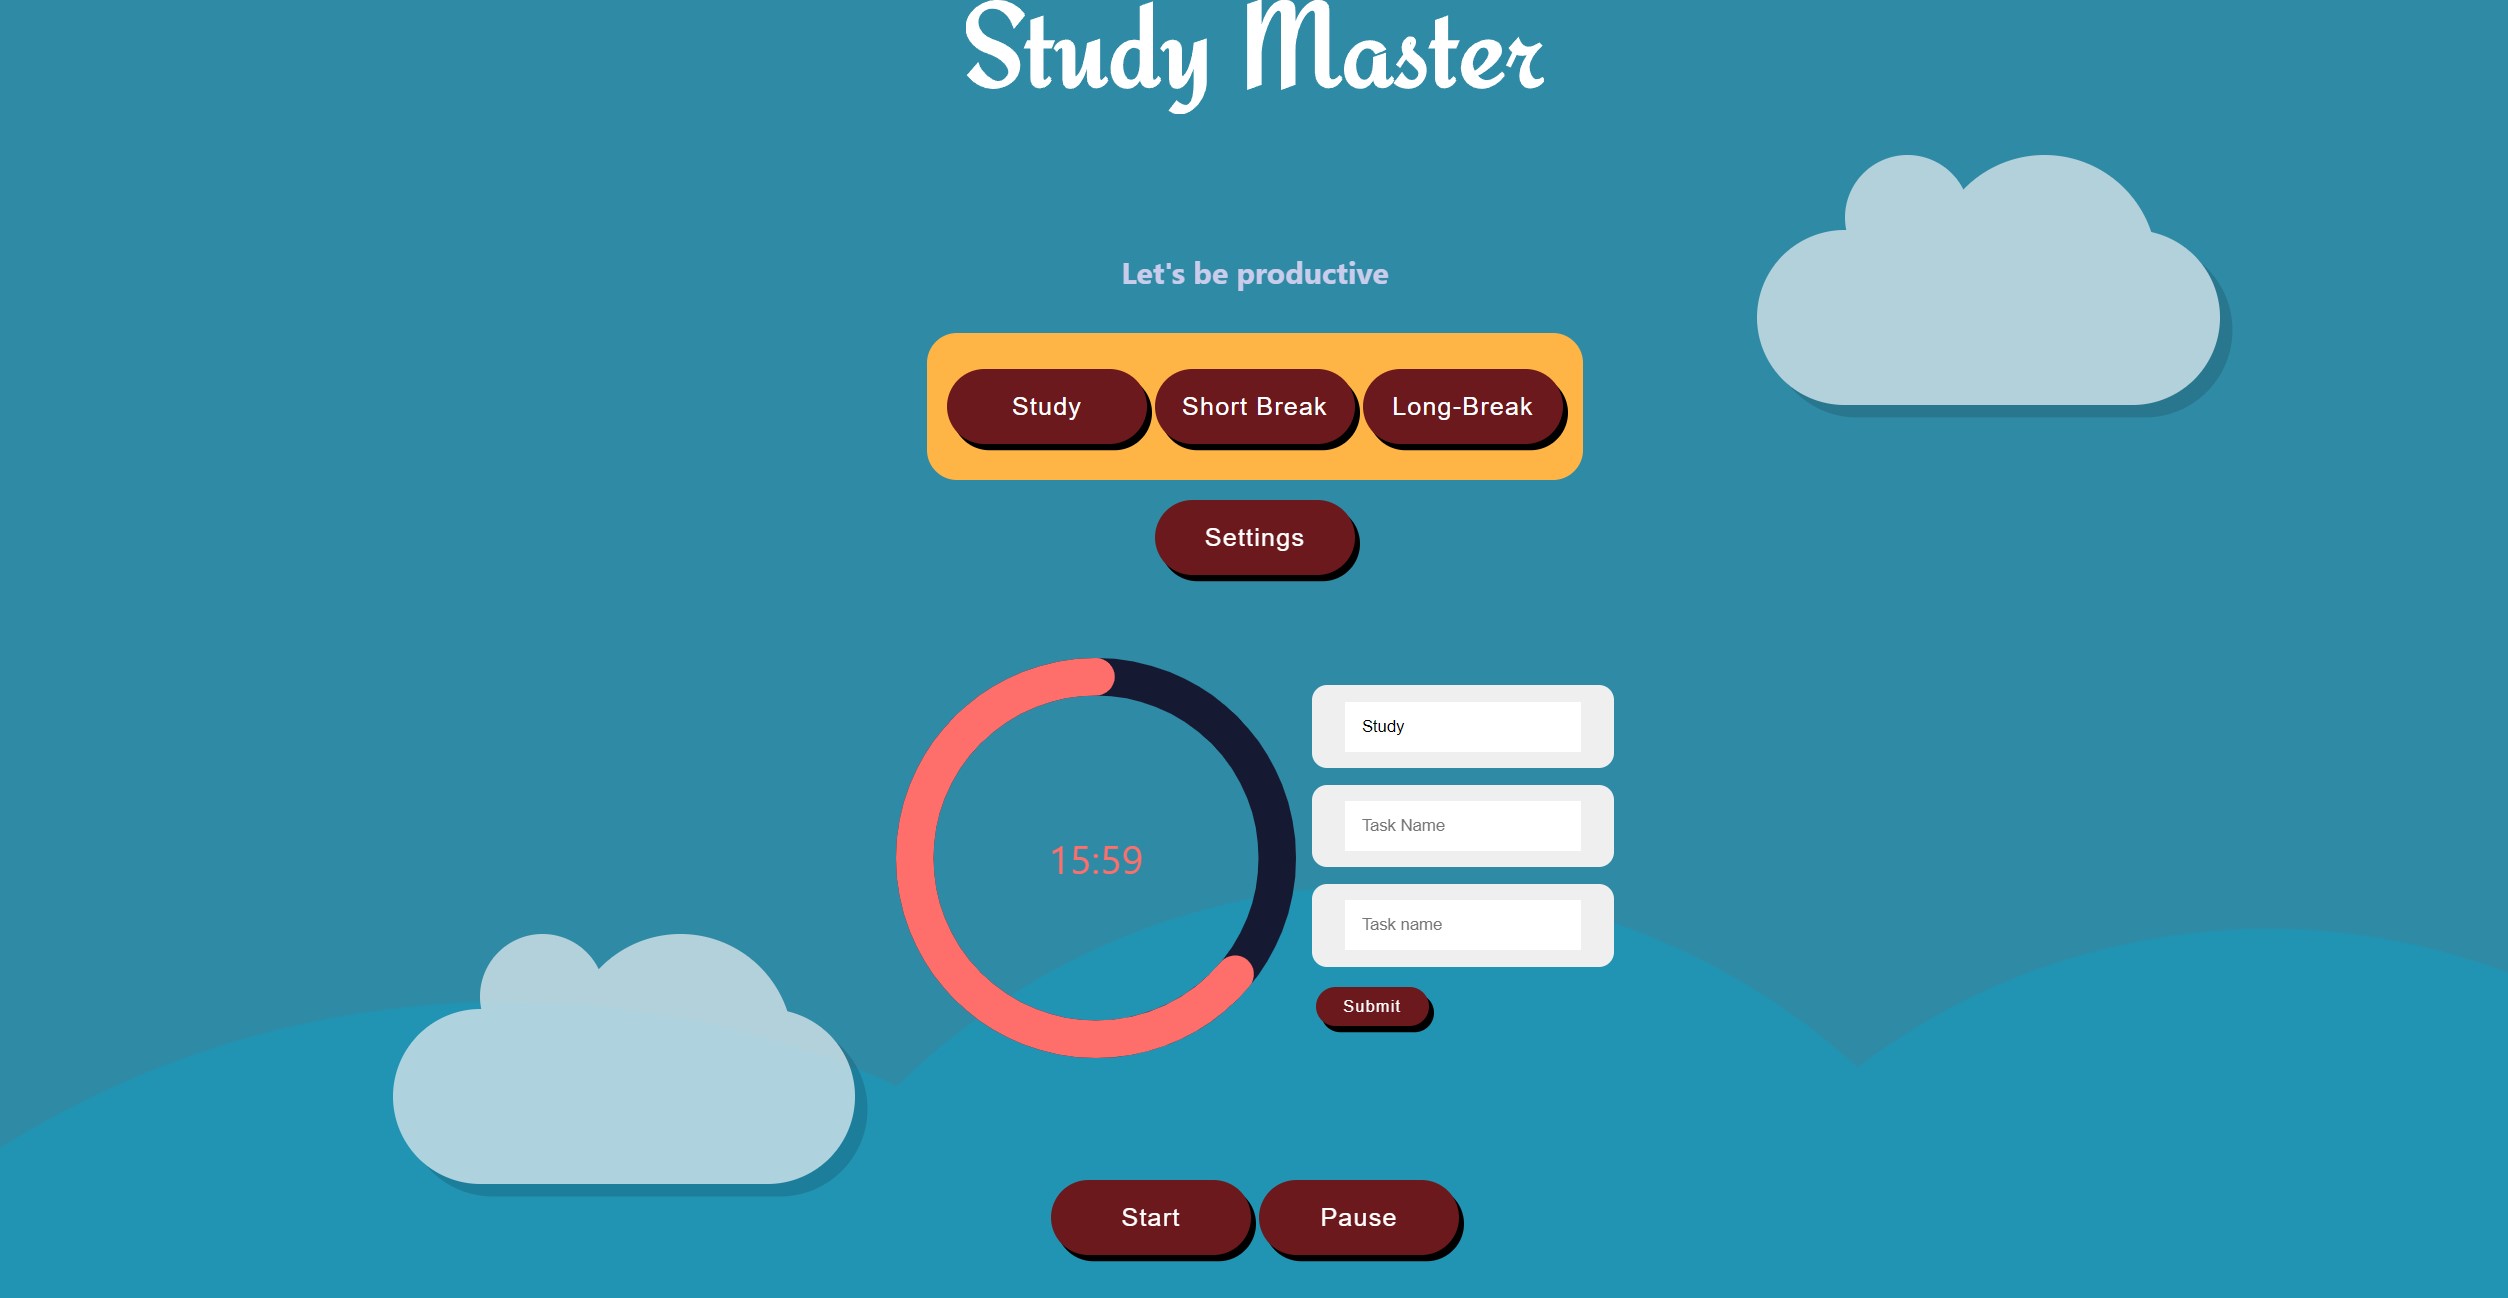 Study Master
Let's be productive
Study Short Break Long-Break
Settings
15:59
Study
Task Name
Task name
Submit
Start Pause